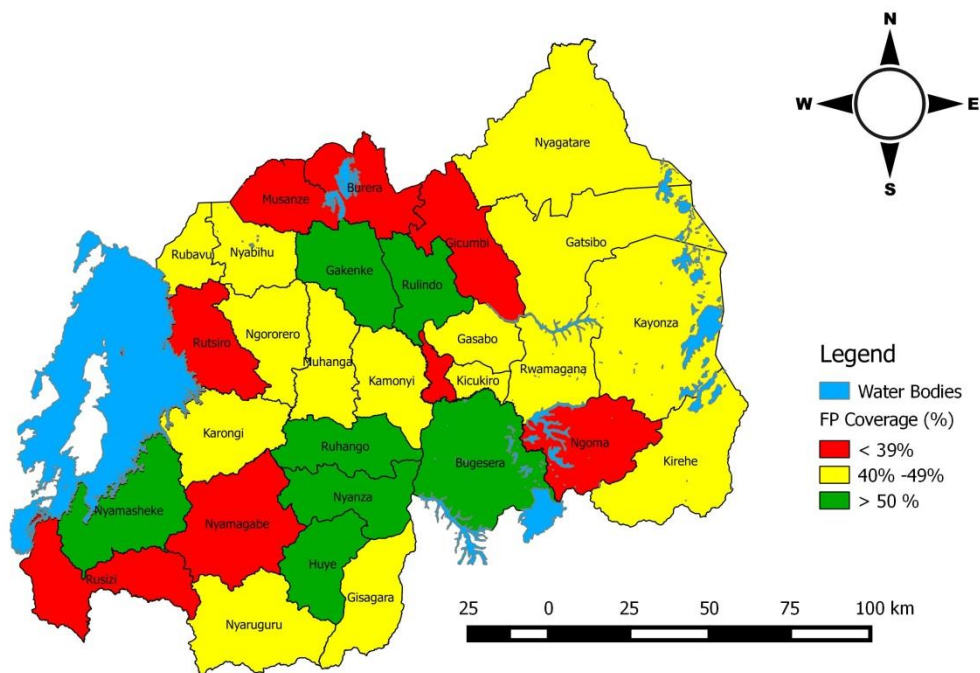 N
W
E
S
Nyagatare
Burera
Musanze
Gicumbi
Gatsibo
Rubavu
Nyabihu
Gakenke
Rulindo
Kayonza
Rutsiro
Ngororero
Muhanga
Kamonyi
Gasabo
Kicukiro
Rwamagana
Karongi
Ruhango
Bugesera
Ngoma
Kirehe
Nyamasheke
Nyanza
Nyamagabe
Huye
Rusizi
Gisagara
Nyaruguru
Legend
Water Bodies
FP Coverage (%)
< 39%
40% -49%
> 50 %
25 0 25 50 75 100 km